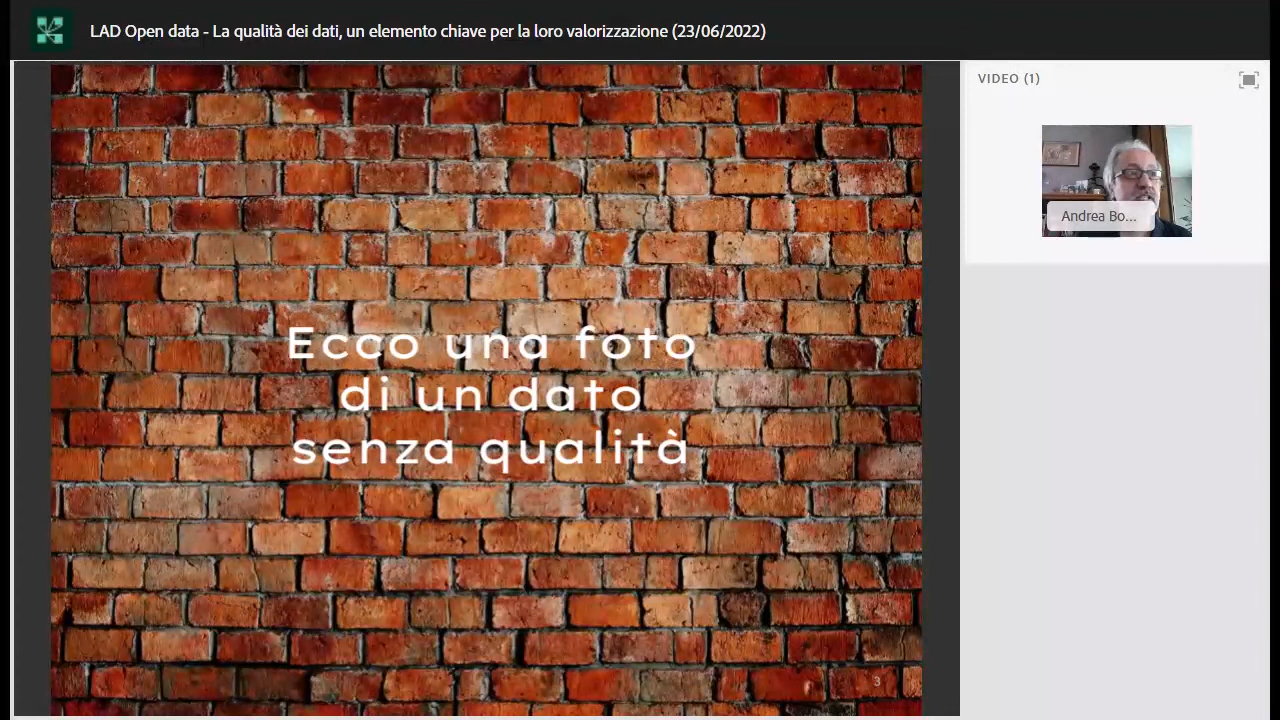 LAD Open data - La qualità dei dati, un elemento chiave per la loro valorizzazione (23/06/2022)
VIDEO (1)
Andrea Bo...
Ecco una foto
di un dato
senza qualità
3